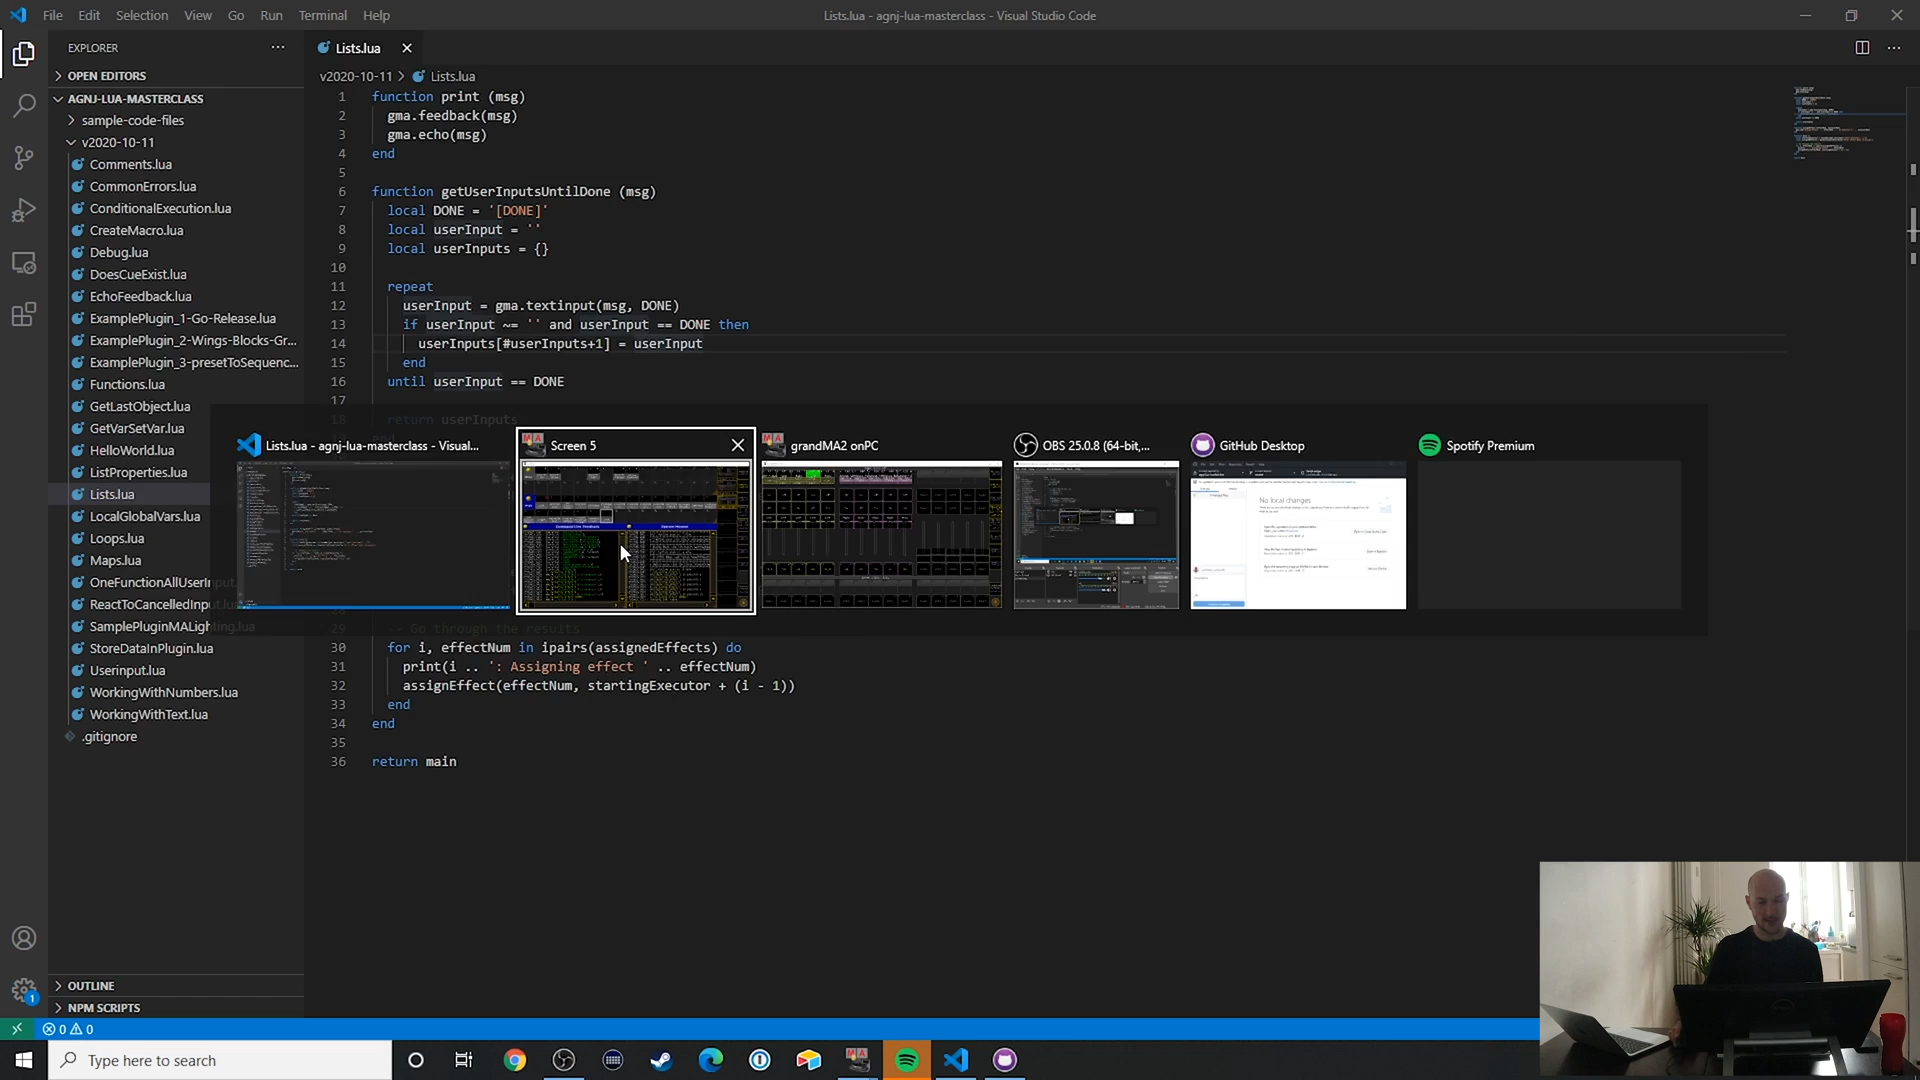 File Edit Selection View Go Run Terminal Help
Lists.lua - agnj-lua-masterclass - Visual Studio Code
EXPLORER
OPEN EDITORS
AGNJ-LUA-MASTERCLASS
sample-code-files
v2020-10-11
Comments.lua
CommonErrors.lua
ConditionalExecution.lua
CreateMacro.lua
Debug.lua
DoesCueExist.lua
EchoFeedback.lua
ExamplePlugin_1-Go-Release.lua
ExamplePlugin_2-Wings-Blocks-Gr...
ExamplePlugin_3-presetToSequenc...
Functions.lua
GetLastObject.lua
GetVarSetVar.lua
HelloWorld.lua
ListProperties.lua
Lists.lua
LocalGlobalVars.lua
Loops.lua
Maps.lua
OneFunctionAllUserInput.
ReactToCancelledInput.lua
SamplePluginMALighting.lua
StoreDataInPlugin.lua
Userinput.lua
WorkingWithNumbers.lua
WorkingWithText.lua
.gitignore
OUTLINE
NPM SCRIPTS
Lists.lua
v2020-10-11 > Lists.lua
1 function print (msg)
2 gma.feedback(msg)
3 gma.echo(msg)
4 end
5
6 function getUserInputsUntilDone (msg)
7 local DONE = '[DONE]'
8 local userInput = ''
9 local userInputs = {}
10
11 repeat
12 userInput = gma.textinput(msg, DONE)
13 if userInput ~= '' and userInput == DONE then
14 userInputs[#userInputs+1] = userInput
15 end
16 until userInput == DONE
17
18 return userInputs
Lists.lua - agnj-lua-masterclass - Visual...
Screen 5
grandMA2 onPC
OBS 25.0.8 (64-bit,...
GitHub Desktop
Spotify Premium
No local changes
29 -- Go through the results
30 for i, effectNum in ipairs(assignedEffects) do
31 print(i .. ': Assigning effect ' .. effectNum)
32 assignEffect(effectNum, startingExecutor + (i - 1))
33 end
34 end
35
36 return main
1
0 0
Type here to search